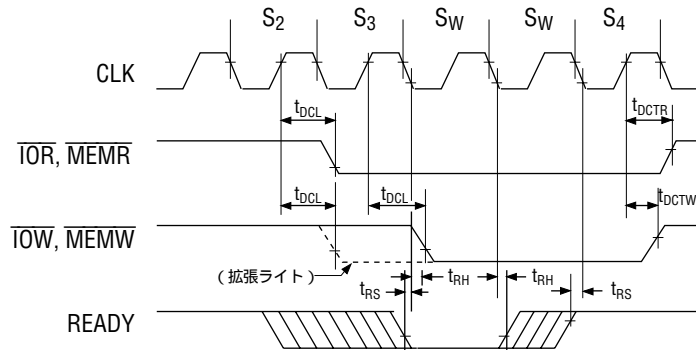 S2 S3 SW SW S4
CLK
tDCL tDCTR
IOR, MEMR
tDCL tDCL tDCTW
IOW, MEMW
(拡張ライト)
tRS tRH tRH tRS
READY